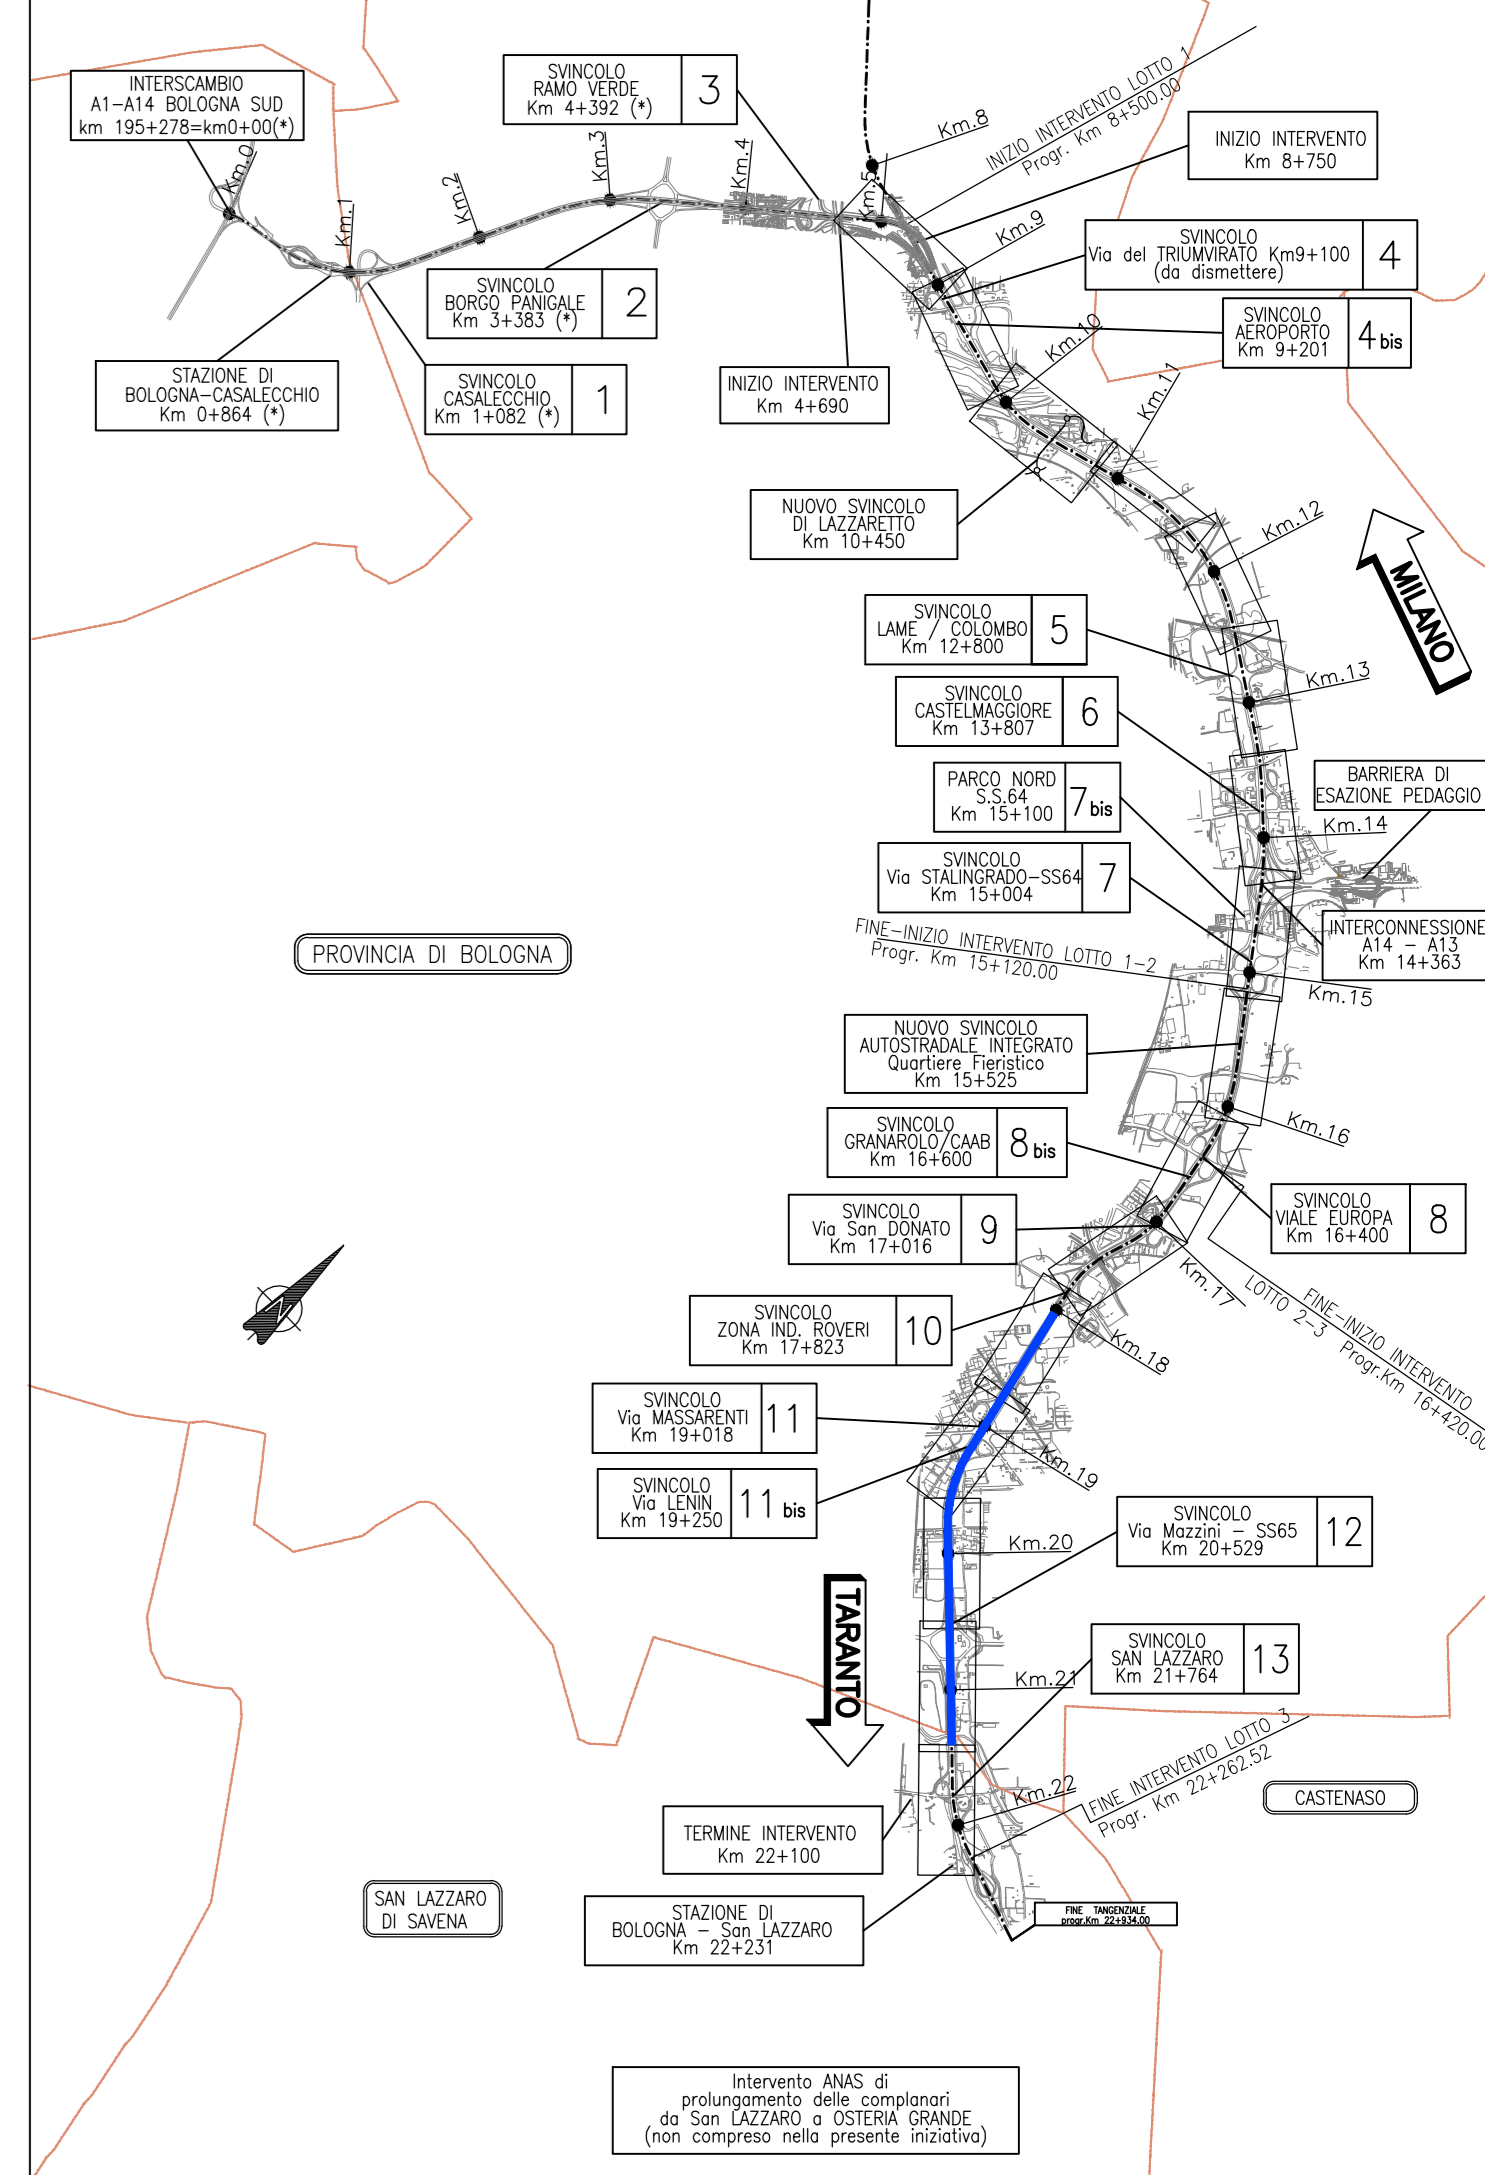 INTERSCAMBIO
A1-A14 BOLOGNA SUD
km 195+278=km0+00(*)
SVINCOLO
RAMO VERDE
Km 4+392 (*)
3
Km.8
INIZIO INTERVENTO LOTTO 1
Progr. Km 8+500.00
INIZIO INTERVENTO
Km 8+750
Km.0
Km.1
Km.2
Km.3
Km.4
Km.5
Km.9
SVINCOLO
Via del TRIUMVIRATO Km9+100
(da dismettere)
4
SVINCOLO
BORGO PANIGALE
Km 3+383 (*)
2
SVINCOLO
AEROPORTO
Km 9+201
4 bis
Km.10
STAZIONE DI
BOLOGNA-CASALECCHIO
Km 0+864 (*)
SVINCOLO
CASALECCHIO
Km 1+082 (*)
1
INIZIO INTERVENTO
Km 4+690
Km.11
NUOVO SVINCOLO
DI LAZZARETTO
Km 10+450
Km.12
MILANO
SVINCOLO
LAME / COLOMBO
Km 12+800
5
Km.13
SVINCOLO
CASTELMAGGIORE
Km 13+807
6
PARCO NORD
S.S.64
Km 15+100
7 bis
BARRIERA DI
ESAZIONE PEDAGGIO
Km.14
SVINCOLO
Via STALINGRADO-SS64
Km 15+004
7
FINE-INIZIO INTERVENTO LOTTO 1-2
Progr. Km 15+120.00
INTERCONNESSIONE
A14 - A13
Km 14+363
PROVINCIA DI BOLOGNA
Km.15
NUOVO SVINCOLO
AUTOSTRADALE INTEGRATO
Quartiere Fieristico
Km 15+525
Km.16
SVINCOLO
GRANAROLO/CAAB
Km 16+600
8 bis
SVINCOLO
Via San DONATO
Km 17+016
9
SVINCOLO
VIALE EUROPA
Km 16+400
8
Km.17
FINE-INIZIO INTERVENTO
LOTTO 2-3 Progr.Km 16+420.00
SVINCOLO
ZONA IND. ROVERI
Km 17+823
10
Km.18
SVINCOLO
Via MASSARENTI
Km 19+018
11
Km.19
SVINCOLO
Via LENIN
Km 19+250
11 bis
SVINCOLO
Via Mazzini - SS65
Km 20+529
12
Km.20
TARANTO
SVINCOLO
SAN LAZZARO
Km 21+764
13
Km.21
FINE INTERVENTO LOTTO 3
Progr. Km 22+262.52
Km.22
CASTENASO
TERMINE INTERVENTO
Km 22+100
SAN LAZZARO
DI SAVENA
STAZIONE DI
BOLOGNA - San LAZZARO
Km 22+231
FINE TANGENZIALE
progr.Km 22+934.00
Intervento ANAS di
prolungamento delle complanari
da San LAZZARO a OSTERIA GRANDE
(non compreso nella presente iniziativa)